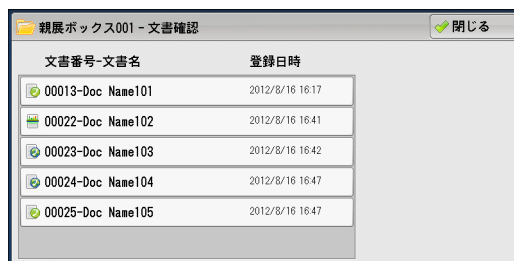 親展ボックス001 - 文書確認 閉じる
文書番号-文書名 登録日時
00013-Doc Name101 2012/8/16 16:17
00022-Doc Name102 2012/8/16 16:41
00023-Doc Name103 2012/8/16 16:42
00024-Doc Name104 2012/8/16 16:47
00025-Doc Name105 2012/8/16 16:47